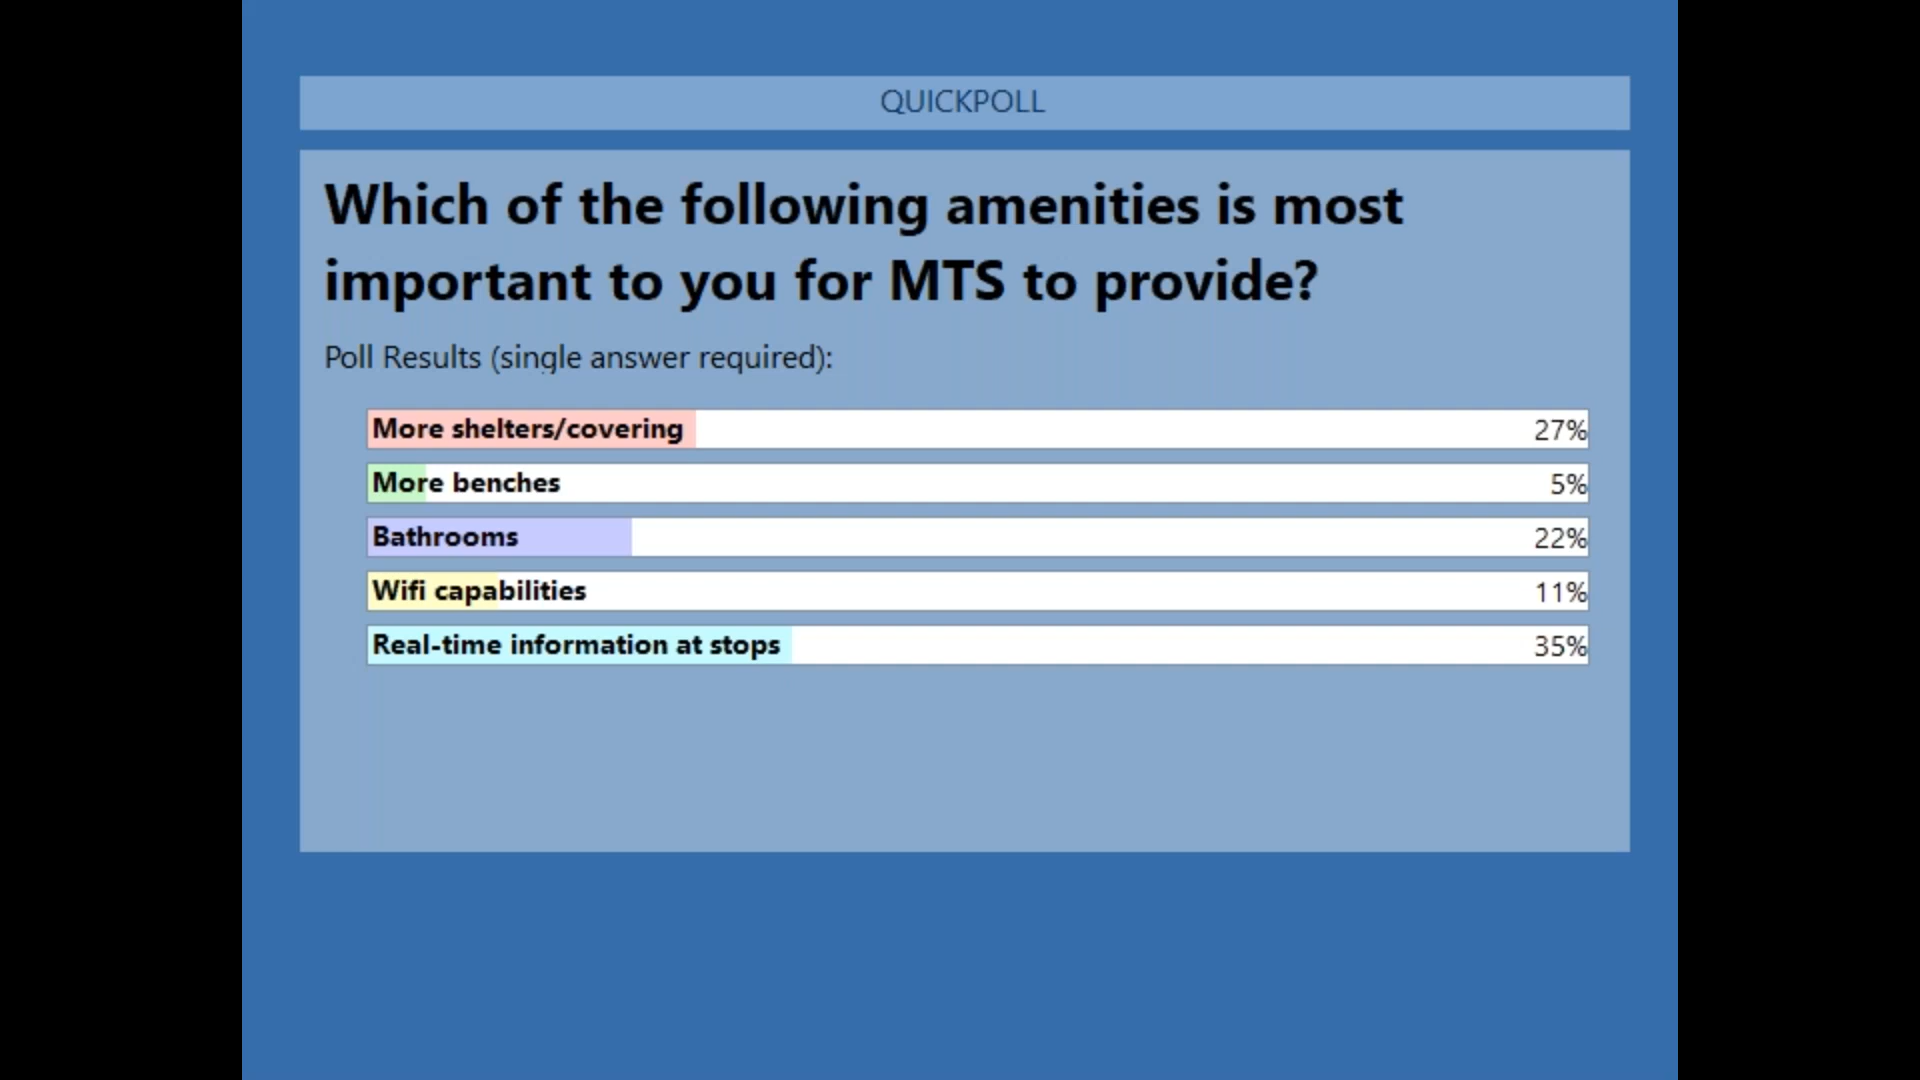 QUICKPOLL
Which of the following amenities is most
important to you for MTS to provide?
Poll Results (single answer required):
More shelters/covering 27%
More benches 5%
Bathrooms 22%
Wifi capabilities 11%
Real-time information at stops 35%